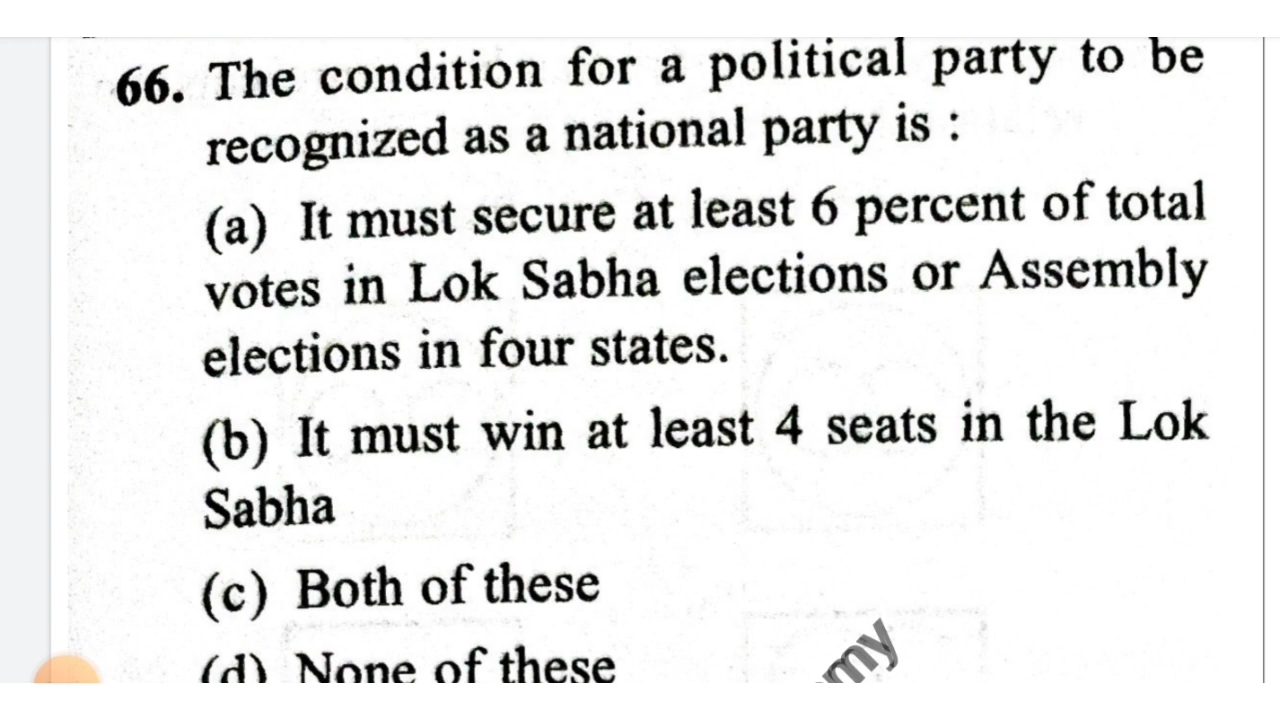 66. The condition for a political party to be
recognized as a national party is :
(a) It must secure at least 6 percent of total
votes in Lok Sabha elections or Assembly
elections in four states.
(b) It must win at least 4 seats in the Lok
Sabha
(c) Both of these
(d) None of these
my